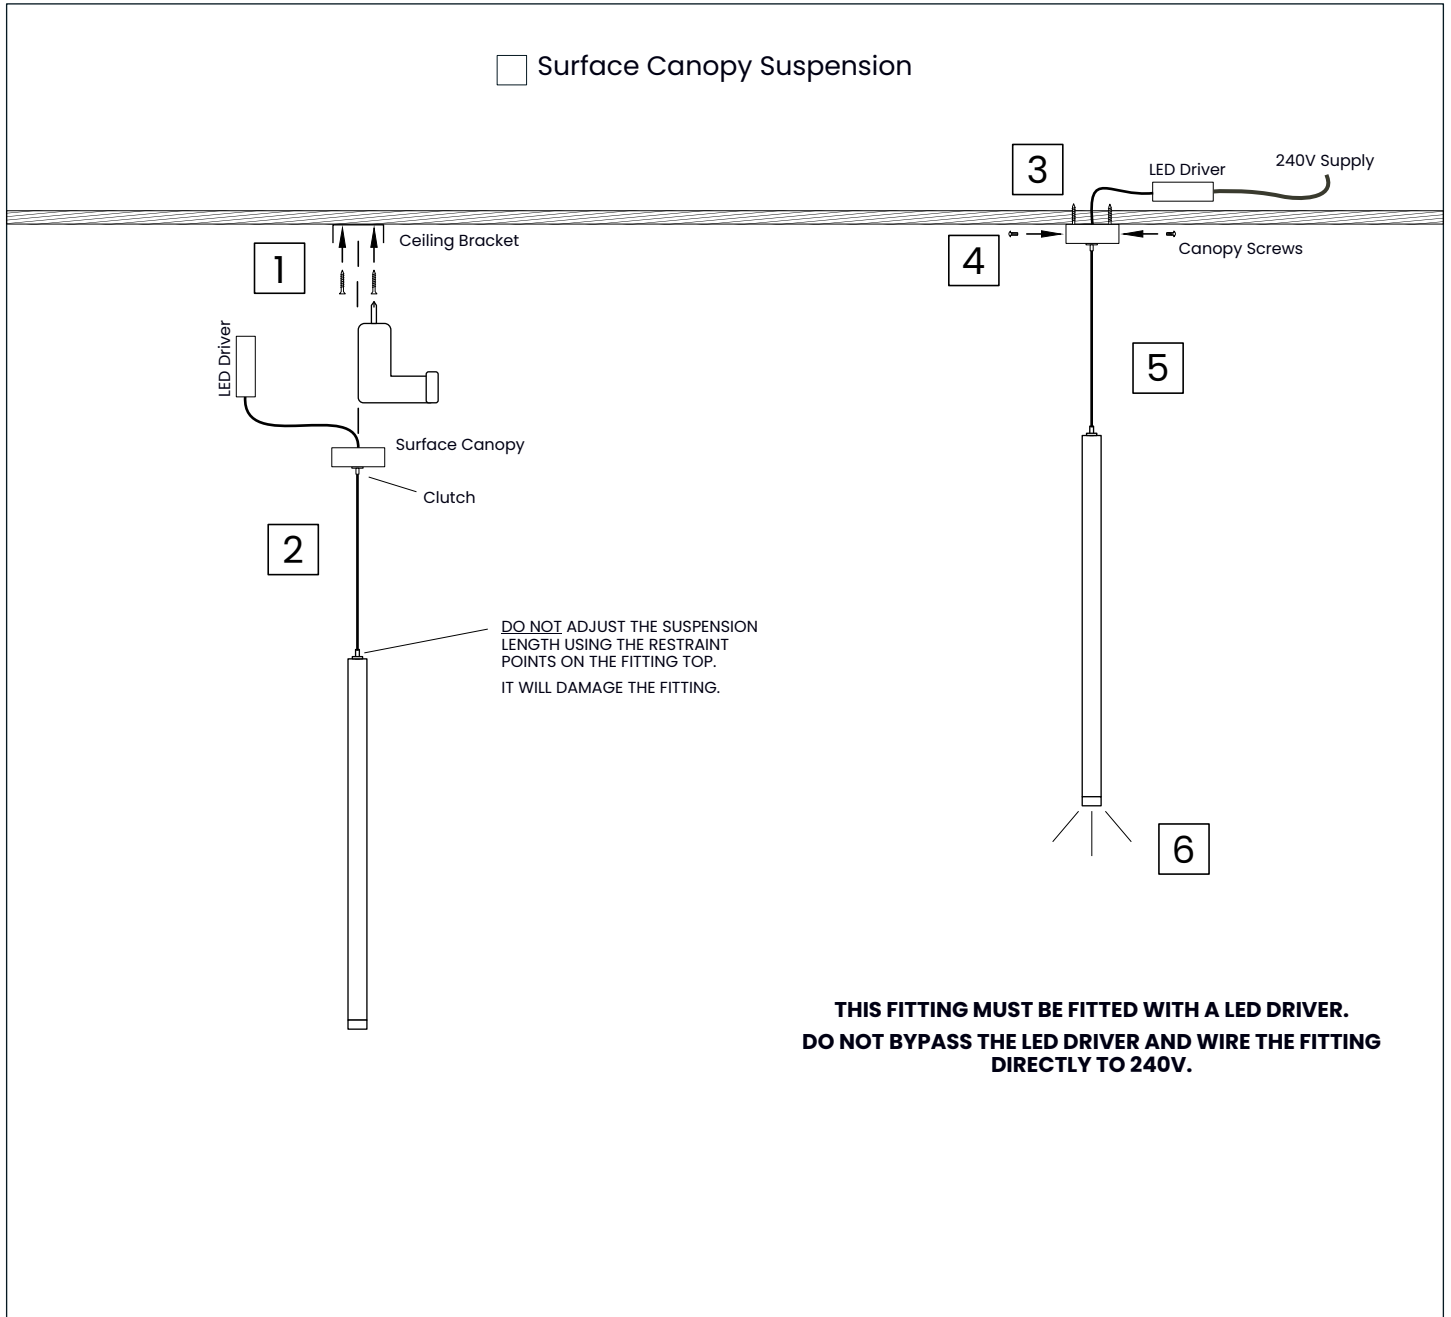 Surface Canopy Suspension
3
LED Driver
240V Supply
1
Ceiling Bracket
4
Canopy Screws
LED Driver
5
Surface Canopy
Clutch
2
DO NOT ADJUST THE SUSPENSION
LENGTH USING THE RESTRAINT
POINTS ON THE FITTING TOP.
IT WILL DAMAGE THE FITTING.
6
THIS FITTING MUST BE FITTED WITH A LED DRIVER.
DO NOT BYPASS THE LED DRIVER AND WIRE THE FITTING
DIRECTLY TO 240V.